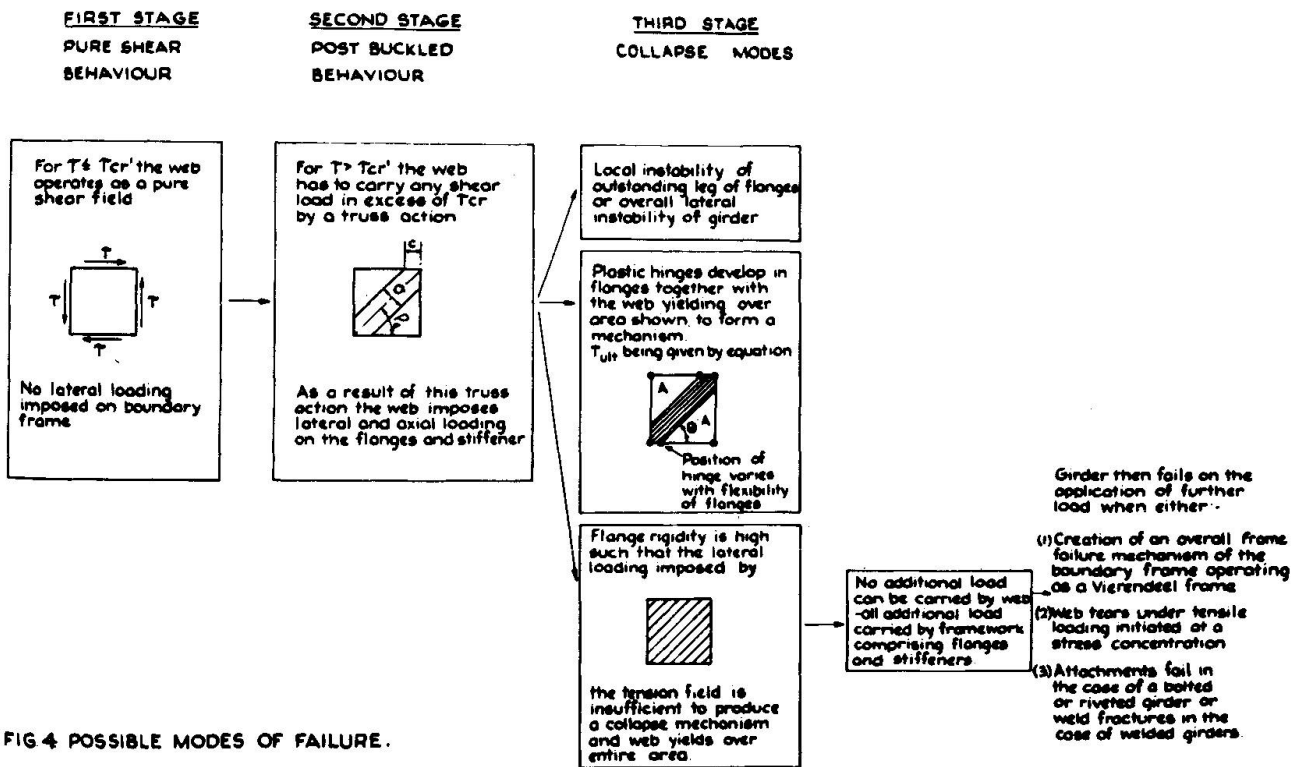 FIRST STAGE
PURE SHEAR
BEHAVIOUR
SECOND STAGE
POST BUCKLED
BEHAVIOUR
THIRD STAGE
COLLAPSE MODES
For τ ≤ τcr' the web
operates as a pure
shear field
τ
τ
τ
τ
No lateral loading
imposed on boundary
frame
For τ > τcr' the web
has to carry any shear
load in excess of τcr
by a truss action
c
As a result of this truss
action the web imposes
lateral and axial loading
on the flanges and stiffener
Local instability of
outstanding leg of flanges
or overall lateral
instability of girder
Plastic hinges develop in
flanges together with
the web yielding over
area shown, to form a
mechanism.
τult being given by equation
A
θ A
Position of
hinge varies
with flexibility
of flanges
Flange rigidity is high
such that the lateral
loading imposed by
the tension field is
insufficient to produce
a collapse mechanism
and web yields over
entire area.
No additional load
can be carried by web
-all additional load
carried by framework
comprising flanges
and stiffeners.
Girder then fails on the
application of further
load when either:-
(1) Creation of an overall frame
failure mechanism of the
boundary frame operating
as a Vierendeel frame
(2) Web tears under tensile
loading initiated at a
stress concentration
(3) Attachments fail in
the case of a bolted
or riveted girder or
weld fractures in the
case of welded girders.
FIG 4 POSSIBLE MODES OF FAILURE.